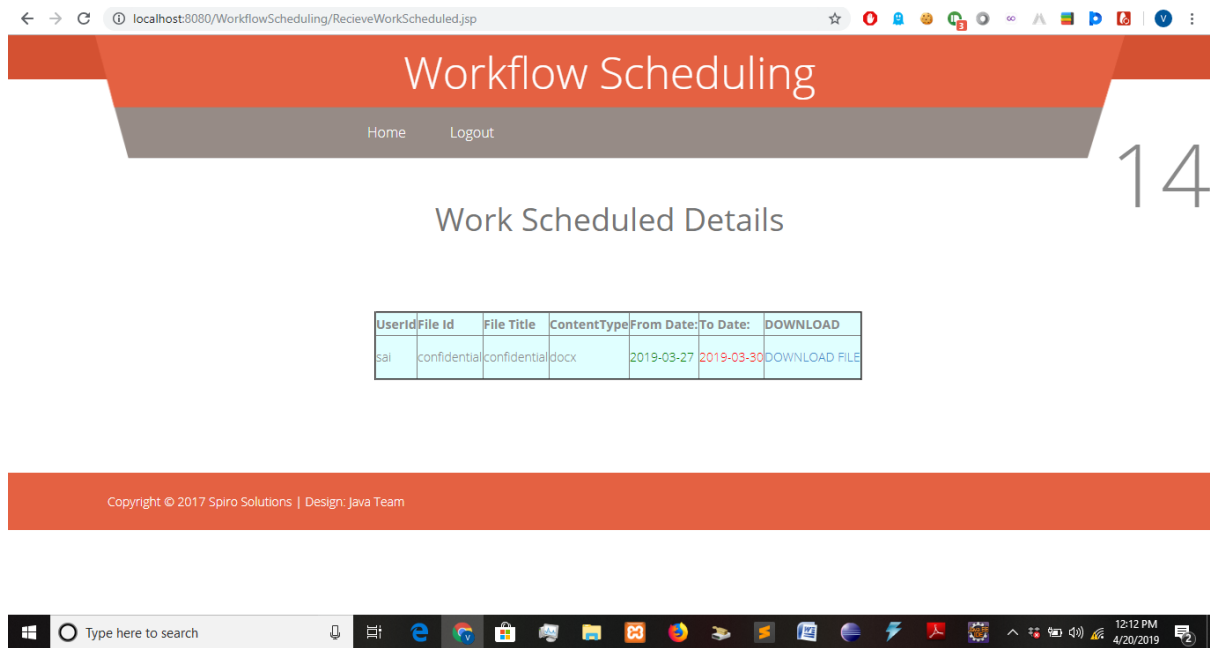 localhost:8080/WorkflowScheduling/RecieveWorkScheduled.jsp
3
V
Workflow Scheduling
Home Logout
14
Work Scheduled Details
UserId File Id File Title ContentType From Date: To Date: DOWNLOAD
sai confidential confidential docx 2019-03-27 2019-03-30 DOWNLOAD FILE
Copyright © 2017 Spiro Solutions | Design: Java Team
Type here to search
12:12 PM
4/20/2019
2